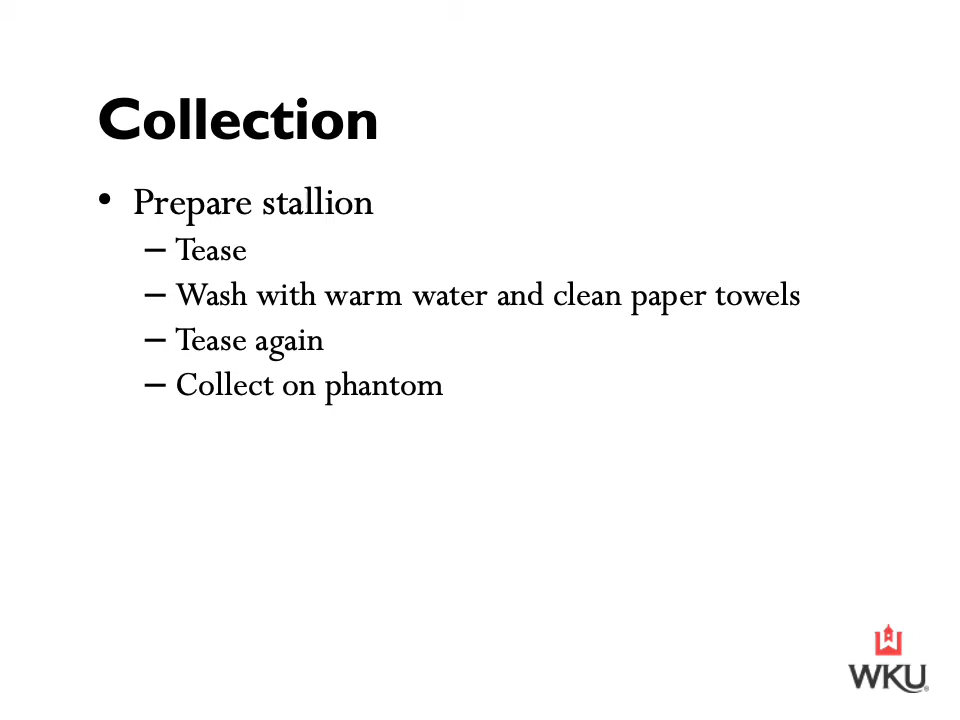 Collection
• Prepare stallion
– Tease
– Wash with warm water and clean paper towels
– Tease again
– Collect on phantom
WKU®